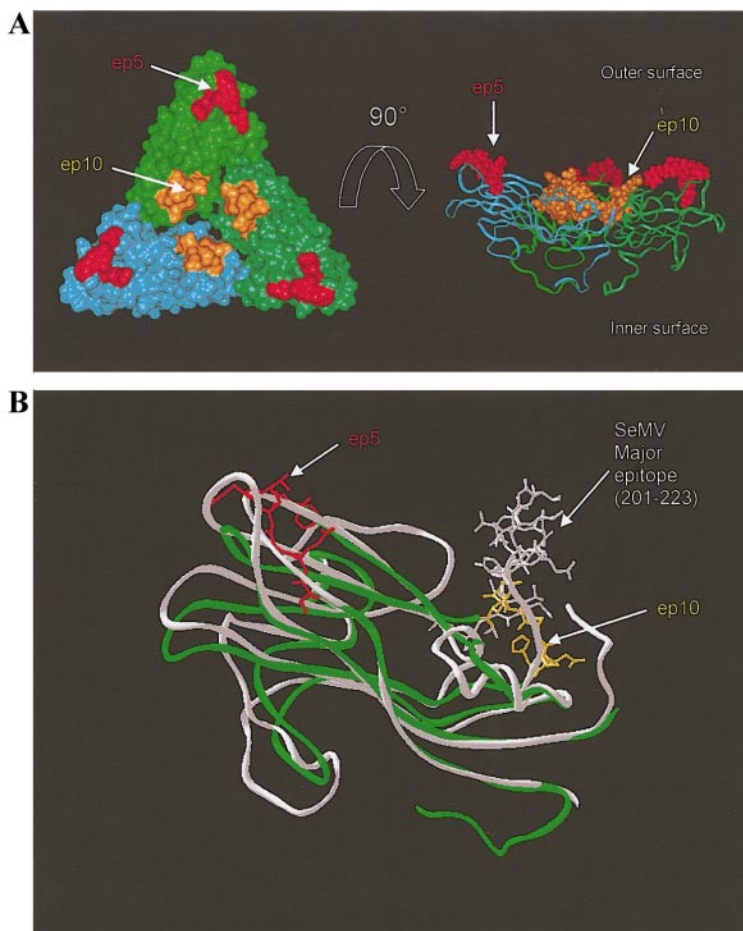 A
ep5
ep10
90°
ep5
Outer surface
ep10
Inner surface
B
ep5
SeMV
Major
epitope
(201-223)
ep10